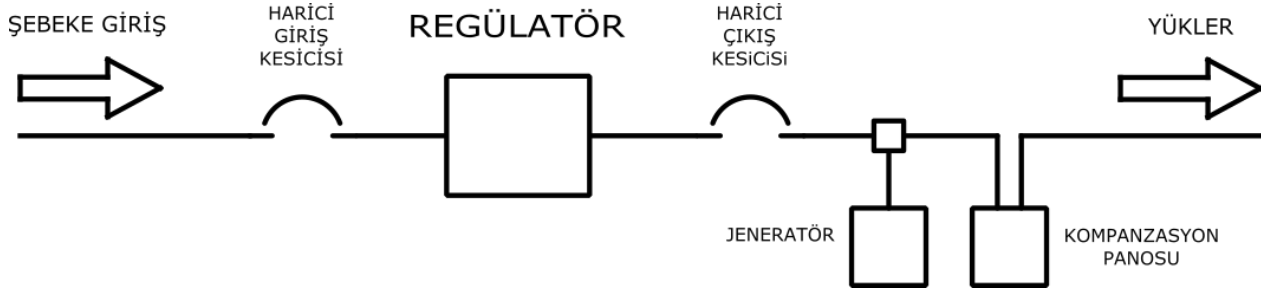 ŞEBEKE GİRİŞ
HARİCİ
GİRİŞ
KESİCİSİ
REGÜLATÖR
HARİCİ
ÇIKIŞ
KESiCiSi
YÜKLER
JENERATÖR
KOMPANZASYON
PANOSU